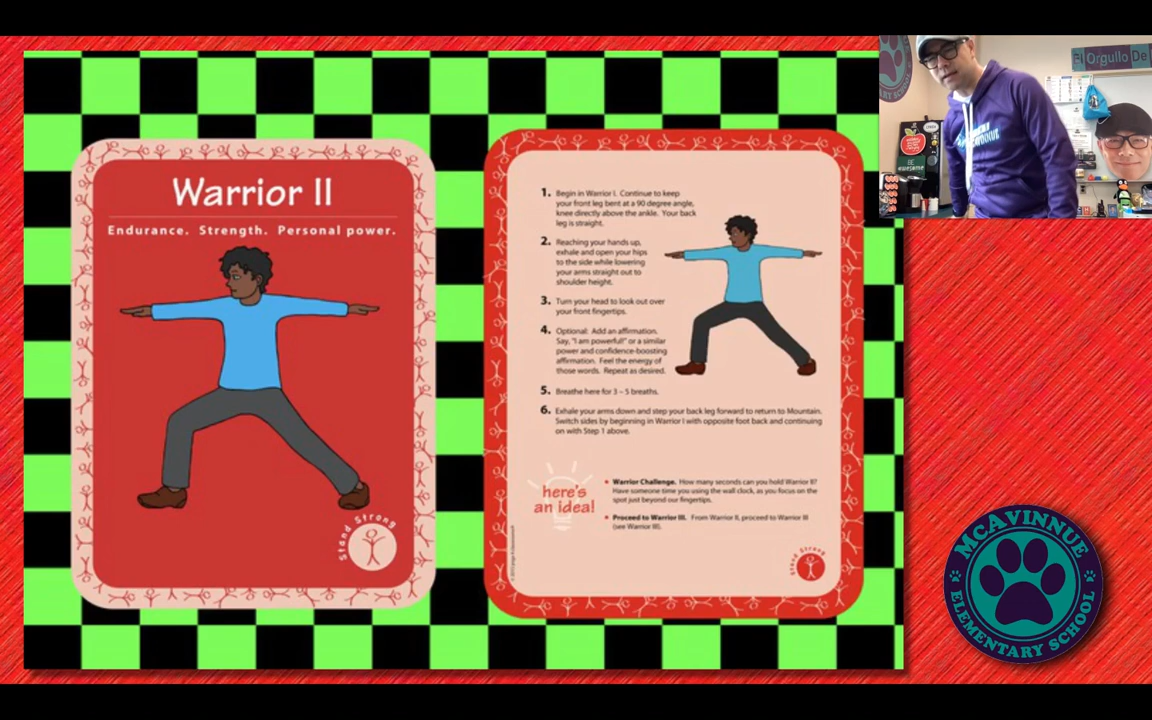 Warrior II
Endurance. Strength. Personal power.
Stand Strong
1. Begin in Warrior I. Continue to keep
your front leg bent at a 90 degree angle,
knee directly above the ankle. Your back
leg is straight.
2. Reaching your hands up,
exhale and open your hips
to the side while lowering
your arms straight out to
shoulder height.
3. Turn your head to look out over
your front fingertips.
4. Optional: Add an affirmation.
Say, "I am powerful!" or a similar
power and confidence-boosting
affirmation. Feel the energy of
those words. Repeat as desired.
5. Breathe here for 3 – 5 breaths.
6. Exhale your arms down and step your back leg forward to return to Mountain.
Switch sides by beginning in Warrior I with opposite foot back and continuing
on with Step 1 above.
here's
an idea!
• Warrior Challenge. How many seconds can you hold Warrior II?
Have someone time you using the wall clock, as you focus on the
spot just beyond our fingertips.
• Proceed to Warrior III. From Warrior II, proceed to Warrior III
(see Warrior III).
Stand Strong
El Orgullo De
MCAVINNUE
ELEMENTARY SCHOOL